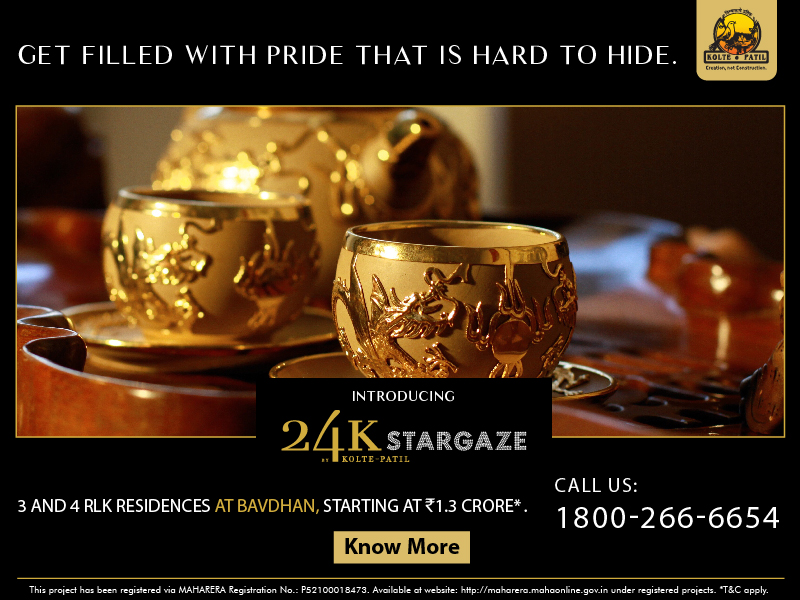 GET FILLED WITH PRIDE THAT IS HARD TO HIDE.
KOLTE PATIL
Creation, not Construction.
INTRODUCING
24K STARGAZE
BY KOLTE-PATIL
3 AND 4 RLK RESIDENCES AT BAVDHAN, STARTING AT ₹1.3 CRORE*.
CALL US:
1800-266-6654
Know More
This project has been registered via MAHARERA Registration No.: P52100018473. Available at website: http://maharera.mahaonline.gov.in under registered projects. *T&C apply.